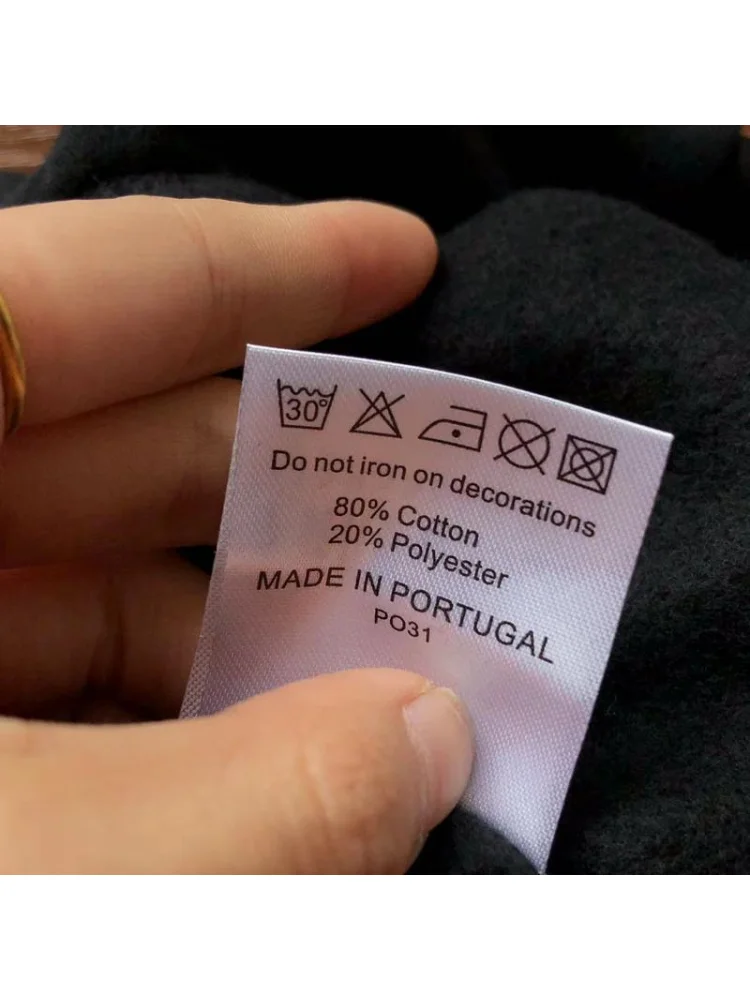 30°
Do not iron on decorations
80% Cotton
20% Polyester
MADE IN PORTUGAL
PO31